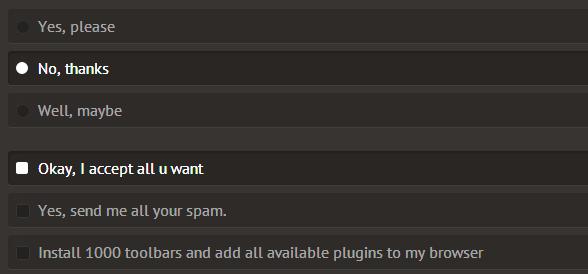 Yes, please
No, thanks
Well, maybe
Okay, I accept all u want
Yes, send me all your spam.
Install 1000 toolbars and add all available plugins to my browser